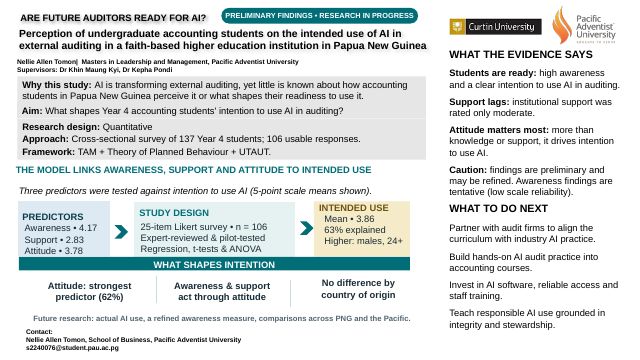 ARE FUTURE AUDITORS READY FOR AI?
PRELIMINARY FINDINGS • RESEARCH IN PROGRESS
Perception of undergraduate accounting students on the intended use of AI in
external auditing in a faith-based higher education institution in Papua New Guinea
Nellie Allen Tomon| Masters in Leadership and Management, Pacific Adventist University
Supervisors: Dr Khin Maung Kyi, Dr Kepha Pondi
Why this study: AI is transforming external auditing, yet little is known about how accounting
students in Papua New Guinea perceive it or what shapes their readiness to use it.
Aim: What shapes Year 4 accounting students' intention to use AI in auditing?
Research design: Quantitative
Approach: Cross-sectional survey of 137 Year 4 students; 106 usable responses.
Framework: TAM + Theory of Planned Behaviour + UTAUT.
THE MODEL LINKS AWARENESS, SUPPORT AND ATTITUDE TO INTENDED USE
Three predictors were tested against intention to use AI (5-point scale means shown).
PREDICTORS
Awareness • 4.17
Support • 2.83
Attitude • 3.78
STUDY DESIGN
25-item Likert survey • n = 106
Expert-reviewed & pilot-tested
Regression, t-tests & ANOVA
INTENDED USE
Mean • 3.86
63% explained
Higher: males, 24+
WHAT SHAPES INTENTION
Attitude: strongest
predictor (62%)
Awareness & support
act through attitude
No difference by
country of origin
Future research: actual AI use, a refined awareness measure, comparisons across PNG and the Pacific.
Contact:
Nellie Allen Tomon, School of Business, Pacific Adventist University
s2240076@student.pau.ac.pg
Curtin University
Pacific
Adventist
University
WHAT THE EVIDENCE SAYS
Students are ready: high awareness
and a clear intention to use AI in auditing.
Support lags: institutional support was
rated only moderate.
Attitude matters most: more than
knowledge or support, it drives intention
to use AI.
Caution: findings are preliminary and
may be refined. Awareness findings are
tentative (low scale reliability).
WHAT TO DO NEXT
Partner with audit firms to align the
curriculum with industry AI practice.
Build hands-on AI audit practice into
accounting courses.
Invest in AI software, reliable access and
staff training.
Teach responsible AI use grounded in
integrity and stewardship.